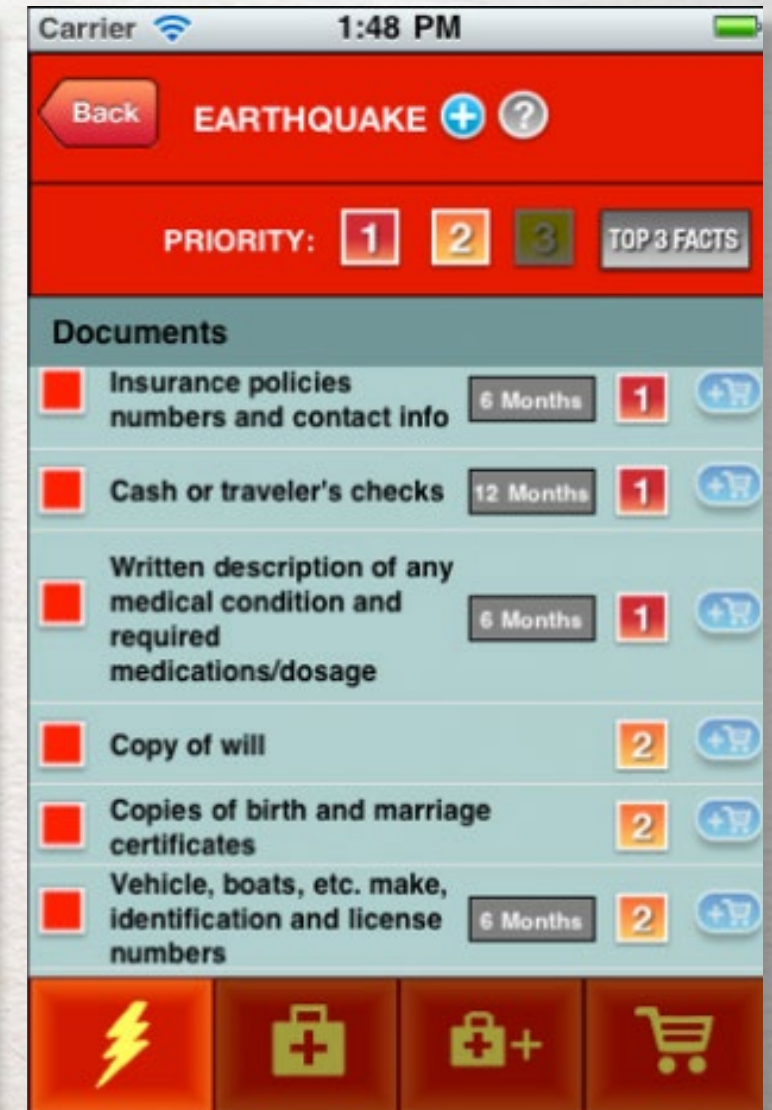 Carrier 1:48 PM
Back EARTHQUAKE + ?
PRIORITY: 1 2 3 TOP 3 FACTS
Documents
Insurance policies
numbers and contact info 6 Months 1 +
Cash or traveler's checks 12 Months 1 +
Written description of any
medical condition and
required
medications/dosage 6 Months 1 +
Copy of will 2 +
Copies of birth and marriage
certificates 2 +
Vehicle, boats, etc. make,
identification and license
numbers 6 Months 2 +
+